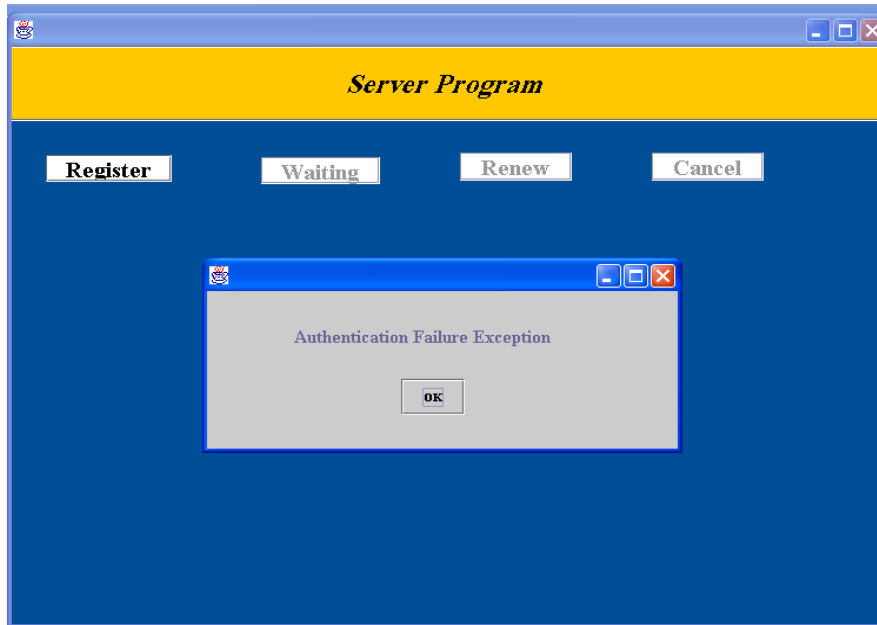 Server Program
Register Waiting Renew Cancel
Authentication Failure Exception
OK